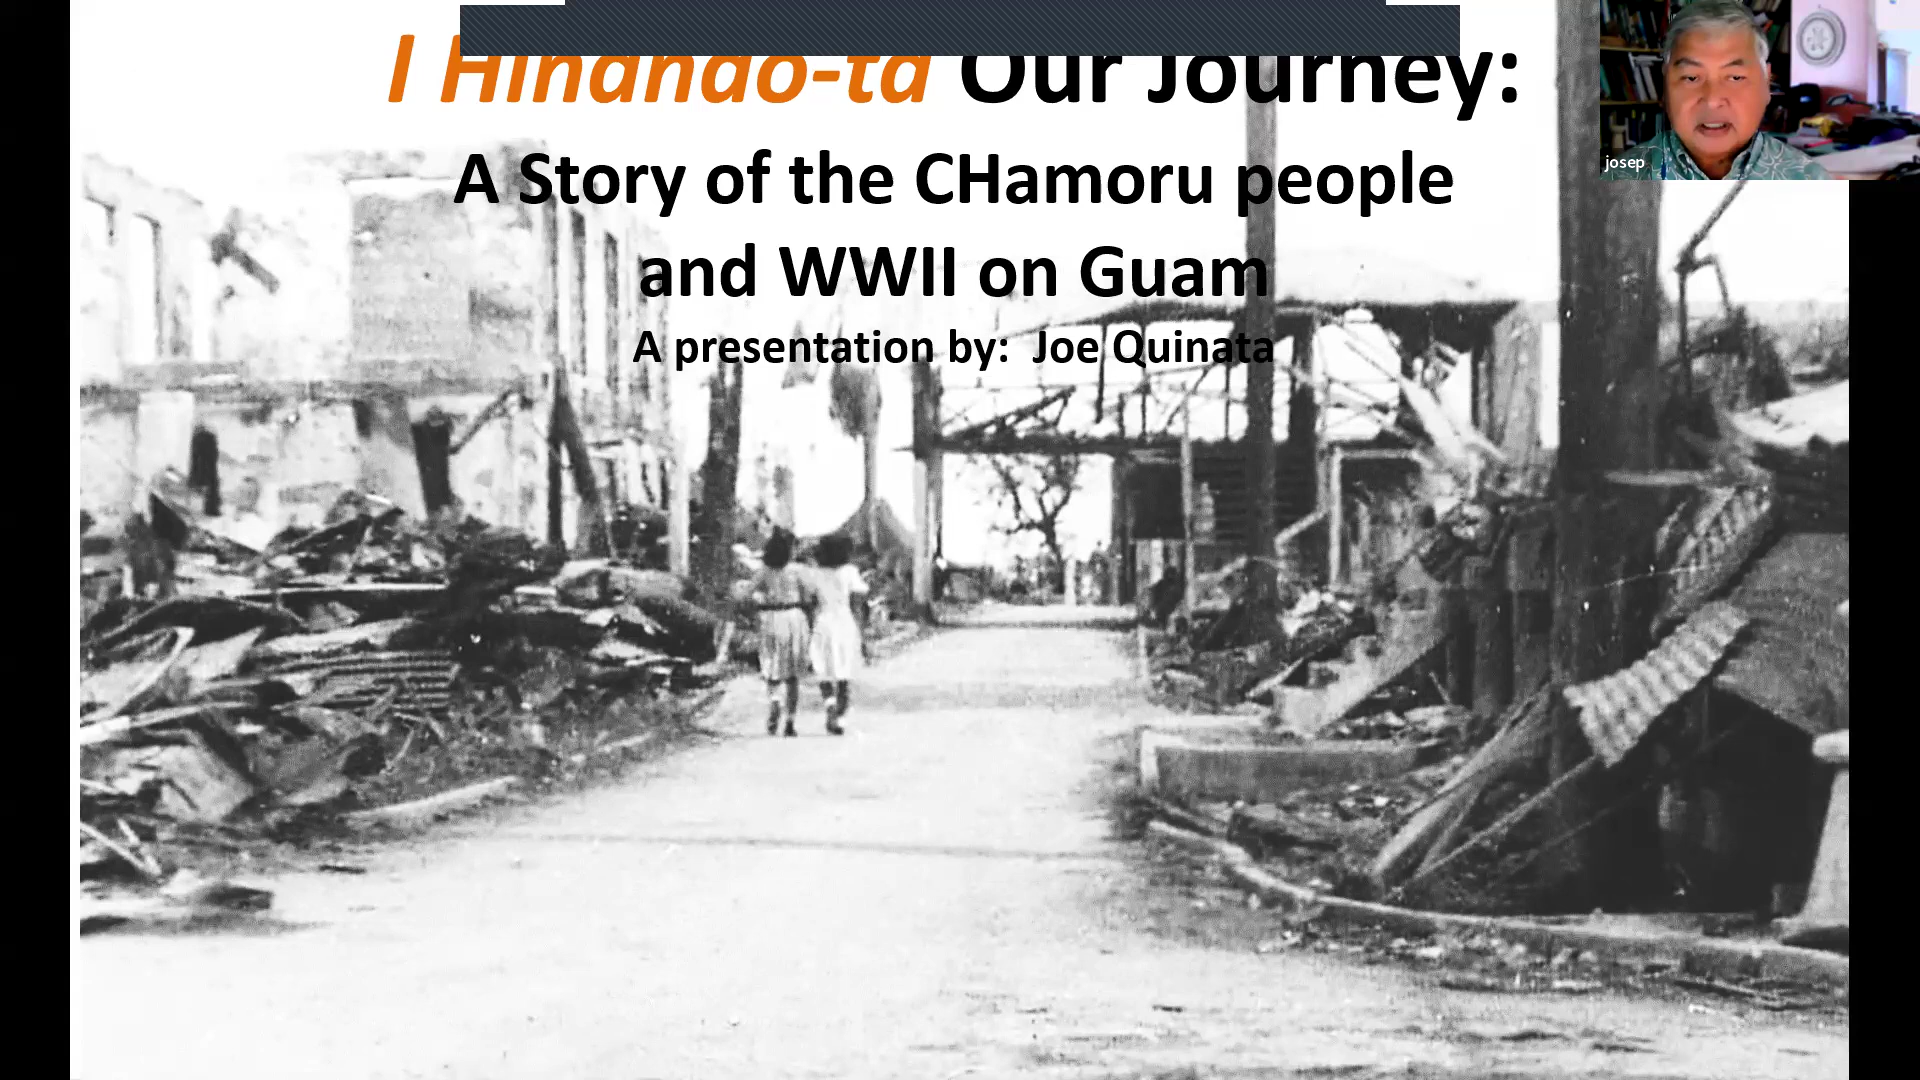 I Hinanao-ta Our Journey:
A Story of the CHamoru people
and WWII on Guam
A presentation by: Joe Quinata
josep